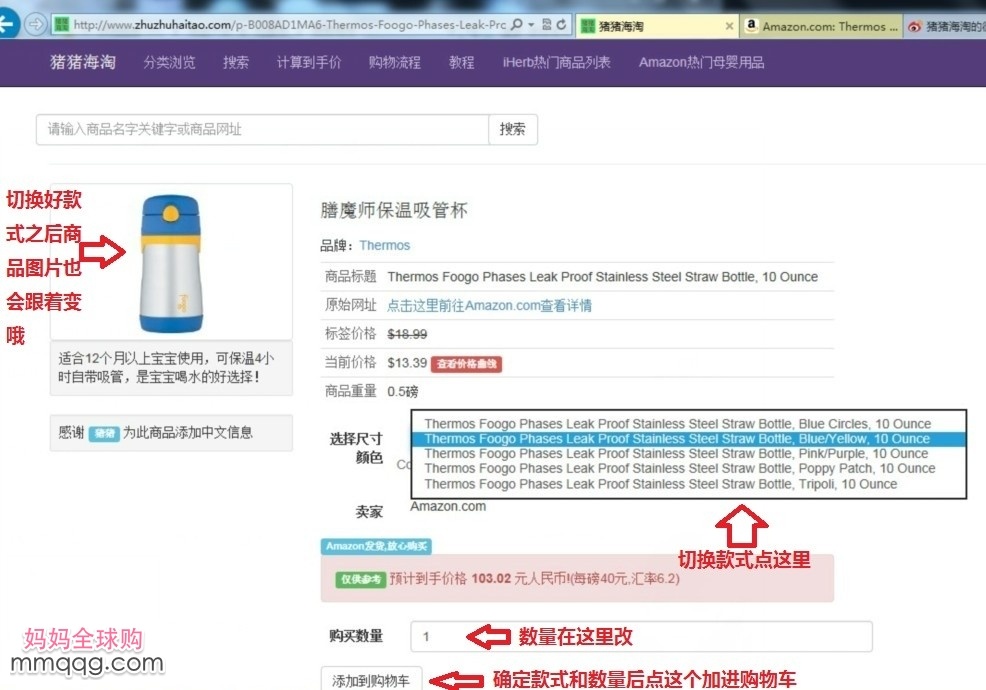 http://www.zhuzhuhaitao.com/p-B008AD1MA6-Thermos-Foogo-Phases-Leak-Prc
猪猪海淘
Amazon.com: Thermos ...
猪猪海淘的
猪猪海淘 分类浏览 搜索 计算到手价 购物流程 教程 iHerb热门商品列表 Amazon热门母婴用品
请输入商品名字关键字或商品网址 搜索
切换好款
式之后商
品图片也
会跟着变
哦
适合12个月以上宝宝使用，可保温4小
时自带吸管，是宝宝喝水的好选择！
感谢 猪猪 为此商品添加中文信息
膳魔师保温吸管杯
品牌：Thermos
商品标题 Thermos Foogo Phases Leak Proof Stainless Steel Straw Bottle, 10 Ounce
原始网址 点击这里前往Amazon.com查看详情
标签价格 $18.99
当前价格 $13.39 查看价格曲线
商品重量 0.5磅
选择尺寸
颜色
Co
Thermos Foogo Phases Leak Proof Stainless Steel Straw Bottle, Blue Circles, 10 Ounce
Thermos Foogo Phases Leak Proof Stainless Steel Straw Bottle, Blue/Yellow, 10 Ounce
Thermos Foogo Phases Leak Proof Stainless Steel Straw Bottle, Pink/Purple, 10 Ounce
Thermos Foogo Phases Leak Proof Stainless Steel Straw Bottle, Poppy Patch, 10 Ounce
Thermos Foogo Phases Leak Proof Stainless Steel Straw Bottle, Tripoli, 10 Ounce
卖家 Amazon.com
切换款式点这里
Amazon发货,放心购买
仅供参考 预计到手价格 103.02 元人民币!(每磅40元,汇率6.2)
购买数量 1 数量在这里改
添加到购物车 确定款式和数量后点这个加进购物车
妈妈全球购
mmqqg.com